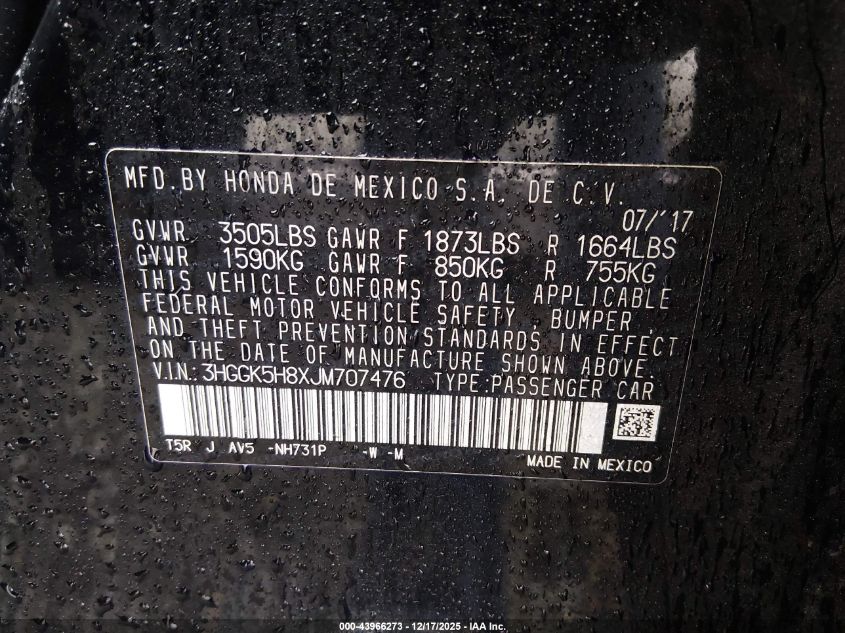 MFD. BY HONDA DE MEXICO S.A. DE C.V.
07/'17
GVWR 3505LBS GAWR F 1873LBS R 1664LBS
GVWR 1590KG GAWR F 850KG R 755KG
THIS VEHICLE CONFORMS TO ALL APPLICABLE
FEDERAL MOTOR VEHICLE SAFETY , BUMPER ,
AND THEFT PREVENTION STANDARDS IN EFFECT
ON THE DATE OF MANUFACTURE SHOWN ABOVE.
V.I.N.: 3HGGK5H8XJM707476 TYPE:PASSENGER CAR
T5R J AV5 -NH731P -W -M
MADE IN MEXICO
000-43966273 - 12/17/2025 - IAA Inc.